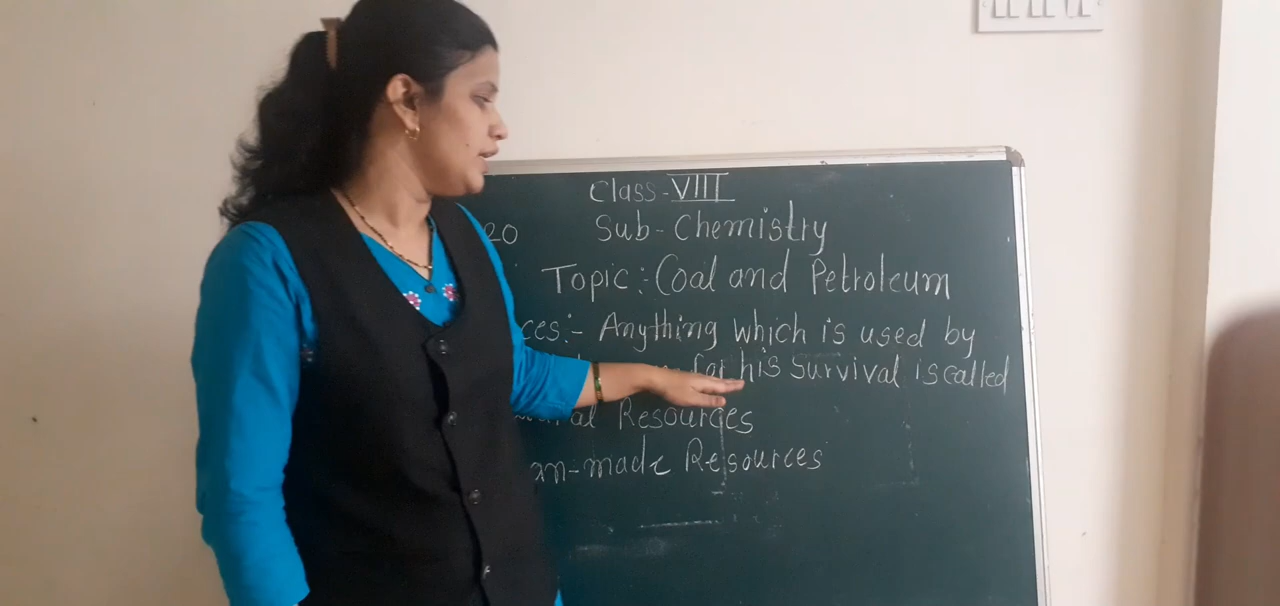 Class-VIII
20 Sub-Chemistry
Topic:- Coal and Petroleum
ces:- Anything which is used by
for his survival is called
ral Resources
an-made Resources